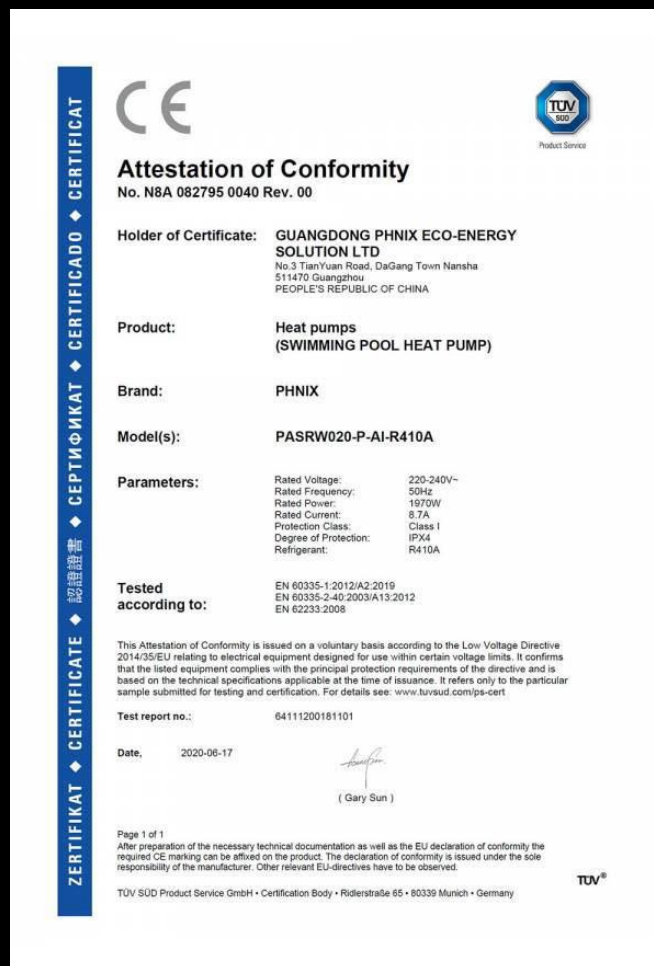 CE
TÜV
SÜD
Product Service
Attestation of Conformity
No. N8A 082795 0040 Rev. 00
Holder of Certificate: GUANGDONG PHNIX ECO-ENERGY
SOLUTION LTD
No.3 TianYuan Road, DaGang Town Nansha
511470 Guangzhou
PEOPLE'S REPUBLIC OF CHINA
Product: Heat pumps
(SWIMMING POOL HEAT PUMP)
Brand: PHNIX
Model(s): PASRW020-P-AI-R410A
Parameters: Rated Voltage: 220-240V~
Rated Frequency: 50Hz
Rated Power: 1970W
Rated Current: 8.7A
Protection Class: Class I
Degree of Protection: IPX4
Refrigerant: R410A
Tested
according to:
EN 60335-1:2012/A2:2019
EN 60335-2-40:2003/A13:2012
EN 62233:2008
This Attestation of Conformity is issued on a voluntary basis according to the Low Voltage Directive
2014/35/EU relating to electrical equipment designed for use within certain voltage limits. It confirms
that the listed equipment complies with the principal protection requirements of the directive and is
based on the technical specifications applicable at the time of issuance. It refers only to the particular
sample submitted for testing and certification. For details see: www.tuvsud.com/ps-cert
Test report no.: 64111200181101
Date, 2020-06-17
( Gary Sun )
Page 1 of 1
After preparation of the necessary technical documentation as well as the EU declaration of conformity the
required CE marking can be affixed on the product. The declaration of conformity is issued under the sole
responsibility of the manufacturer. Other relevant EU-directives have to be observed.
TÜV SÜD Product Service GmbH • Certification Body • Ridlerstraße 65 • 80339 Munich • Germany
TÜV®
ZERTIFIKAT ◆ CERTIFICATE ◆ 認證證書 ◆ СЕРТИФИКАТ ◆ CERTIFICADO ◆ CERTIFICAT